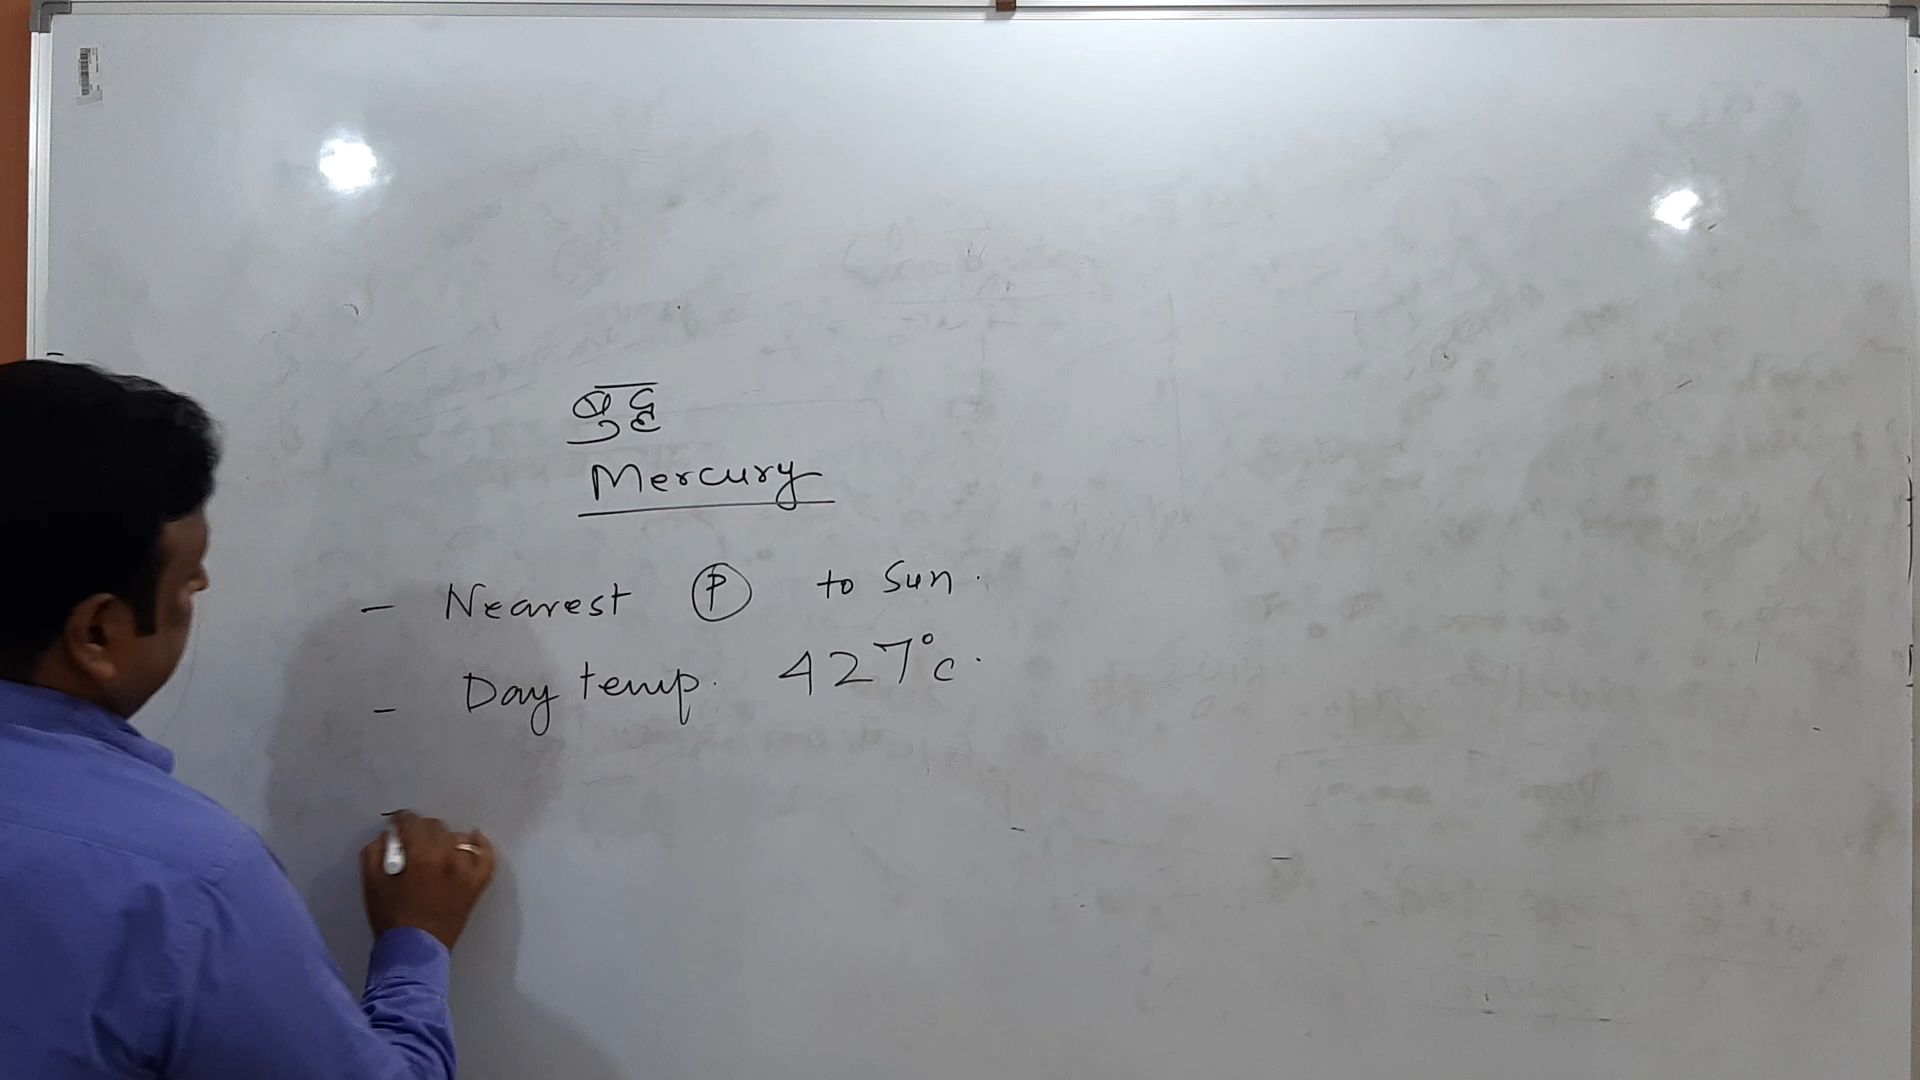 Mercury
- Nearest Ⓟ to Sun.
- Day temp. 427°c.
-